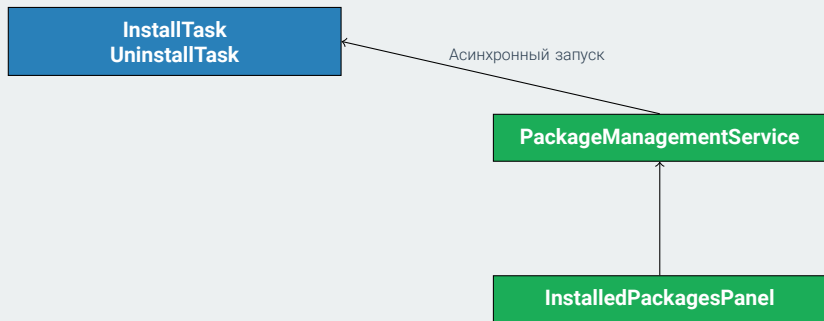 InstallTask
UninstallTask
Асинхронный запуск
PackageManagementService
InstalledPackagesPanel